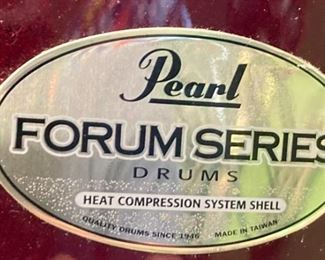 Pearl
FORUM SERIES
DRUMS
HEAT COMPRESSION SYSTEM SHELL
QUALITY DRUMS SINCE 1946 MADE IN TAIWAN